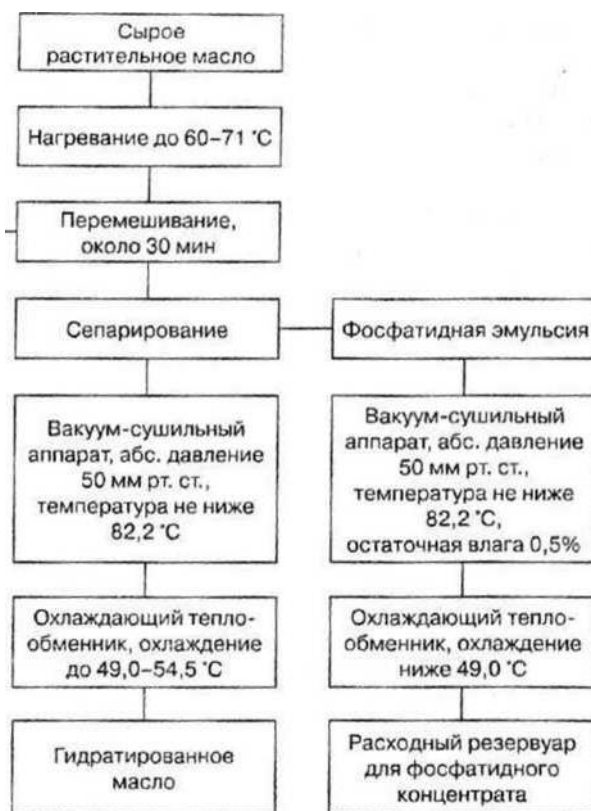 Сырое
растительное масло
Нагревание до 60–71 °C
Перемешивание,
около 30 мин
Сепарирование
Фосфатидная эмульсия
Вакуум-сушильный
аппарат, абс. давление
50 мм рт. ст.,
температура не ниже
82,2 °C
Вакуум-сушильный
аппарат, абс. давление
50 мм рт. ст.,
температура не ниже
82,2 °C,
остаточная влага 0,5%
Охлаждающий тепло-
обменник, охлаждение
до 49,0–54,5 °C
Охлаждающий тепло-
обменник, охлаждение
ниже 49,0 °C
Гидратированное
масло
Расходный резервуар
для фосфатидного
концентрата